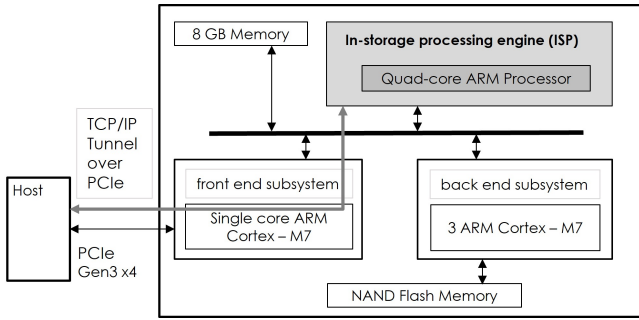 8 GB Memory
In-storage processing engine (ISP)
Quad-core ARM Processor
TCP/IP
Tunnel
over
PCIe
Host
front end subsystem
Single core ARM
Cortex – M7
back end subsystem
3 ARM Cortex – M7
PCIe
Gen3 x4
NAND Flash Memory